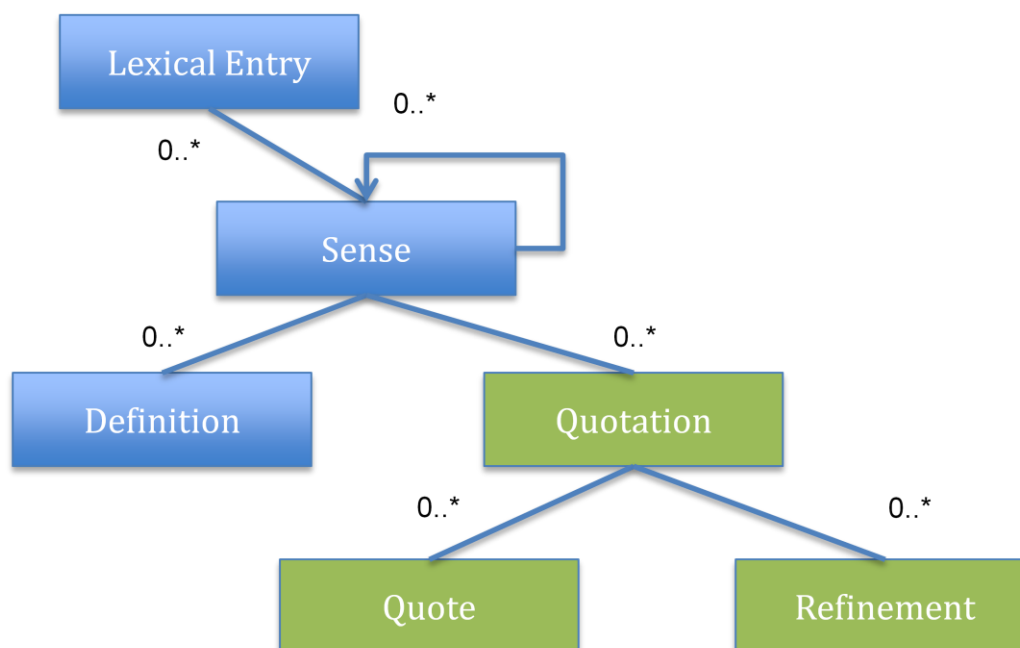 Lexical Entry
0..*
0..*
Sense
0..*
0..*
Definition
Quotation
0..*
0..*
Quote
Refinement